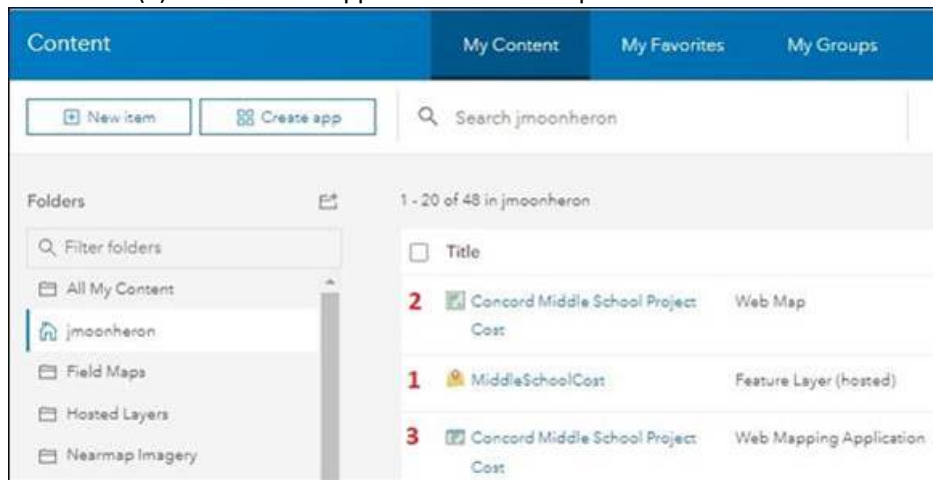 Content
My Content
My Favorites
My Groups
New item
Create app
Search jmoonheron
Folders
1 - 20 of 48 in jmoonheron
Filter folders
Title
All My Content
2 Concord Middle School Project Web Map
Cost
jmoonheron
Field Maps
1 MiddleSchoolCost Feature Layer (hosted)
Hosted Layers
3 Concord Middle School Project Web Mapping Application
Nearmap Imagery
Cost